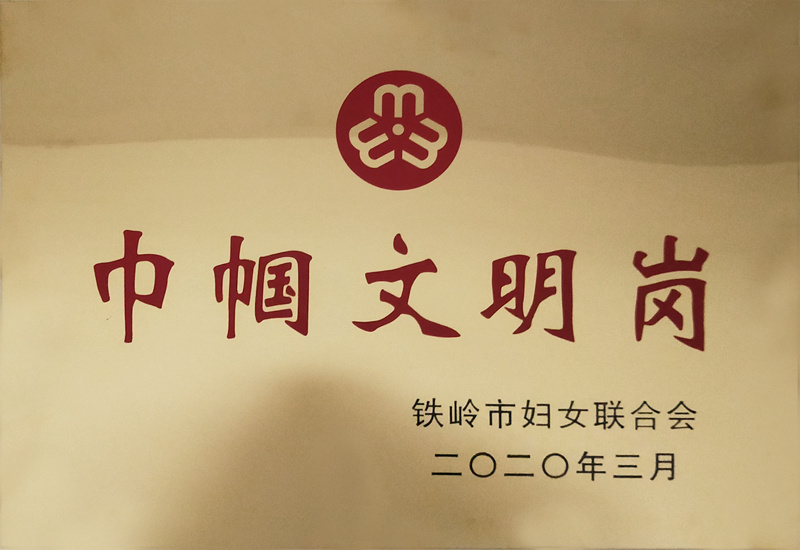 巾帼文明岗
铁岭市妇女联合会
二〇二〇年三月